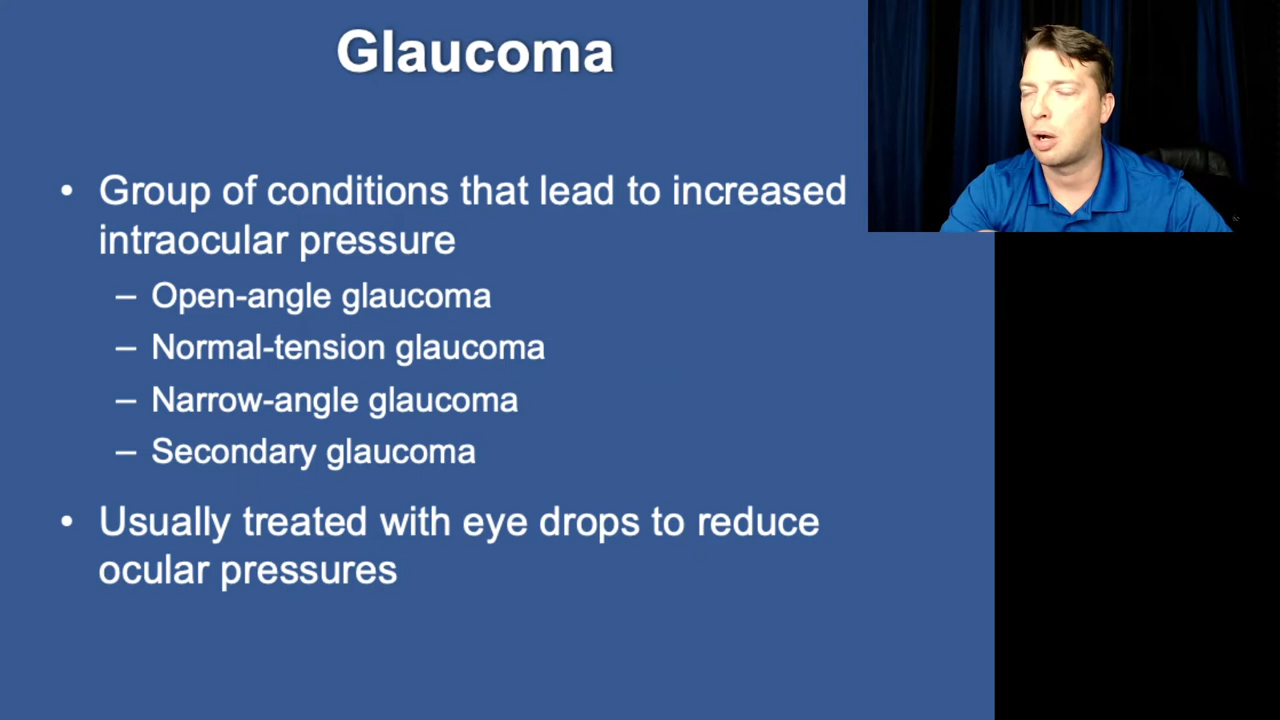 Glaucoma
• Group of conditions that lead to increased
intraocular pressure
– Open-angle glaucoma
– Normal-tension glaucoma
– Narrow-angle glaucoma
– Secondary glaucoma
• Usually treated with eye drops to reduce
ocular pressures